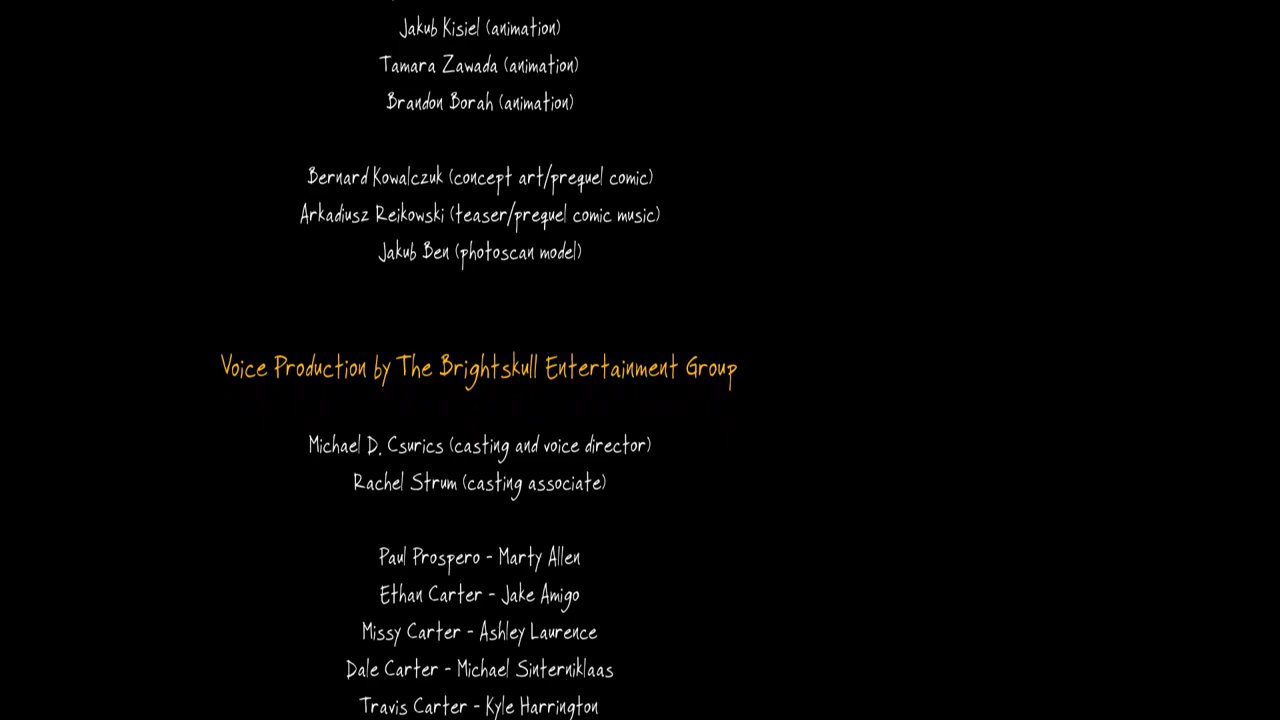 Jakub Kisiel (animation)
Tamara Zawada (animation)
Brandon Borah (animation)
Bernard Kowalczuk (concept art/prequel comic)
Arkadiusz Reikowski (teaser/prequel comic music)
Jakub Ben (photoscan model)
Voice Production by The Brightskull Entertainment Group
Michael D. Csurics (casting and voice director)
Rachel Strum (casting associate)
Paul Prospero - Marty Allen
Ethan Carter - Jake Amigo
Missy Carter - Ashley Laurence
Dale Carter - Michael Sinterniklaas
Travis Carter - Kyle Harrington